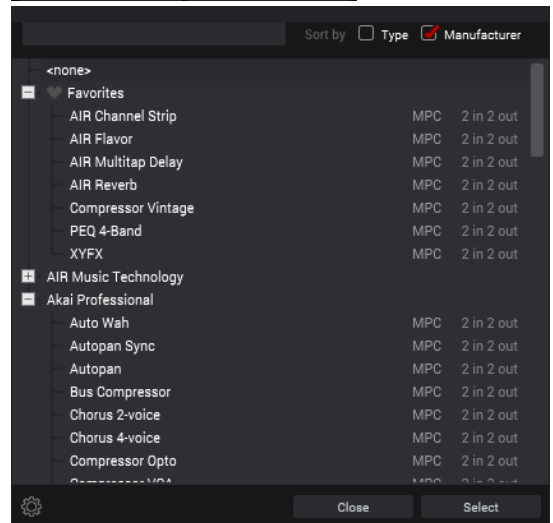 Sort by Type Manufacturer
<none>
Favorites
AIR Channel Strip MPC 2 in 2 out
AIR Flavor MPC 2 in 2 out
AIR Multitap Delay MPC 2 in 2 out
AIR Reverb MPC 2 in 2 out
Compressor Vintage MPC 2 in 2 out
PEQ 4-Band MPC 2 in 2 out
XYFX MPC 2 in 2 out
AIR Music Technology
Akai Professional
Auto Wah MPC 2 in 2 out
Autopan Sync MPC 2 in 2 out
Autopan MPC 2 in 2 out
Bus Compressor MPC 2 in 2 out
Chorus 2-voice MPC 2 in 2 out
Chorus 4-voice MPC 2 in 2 out
Compressor Opto MPC 2 in 2 out
Close Select